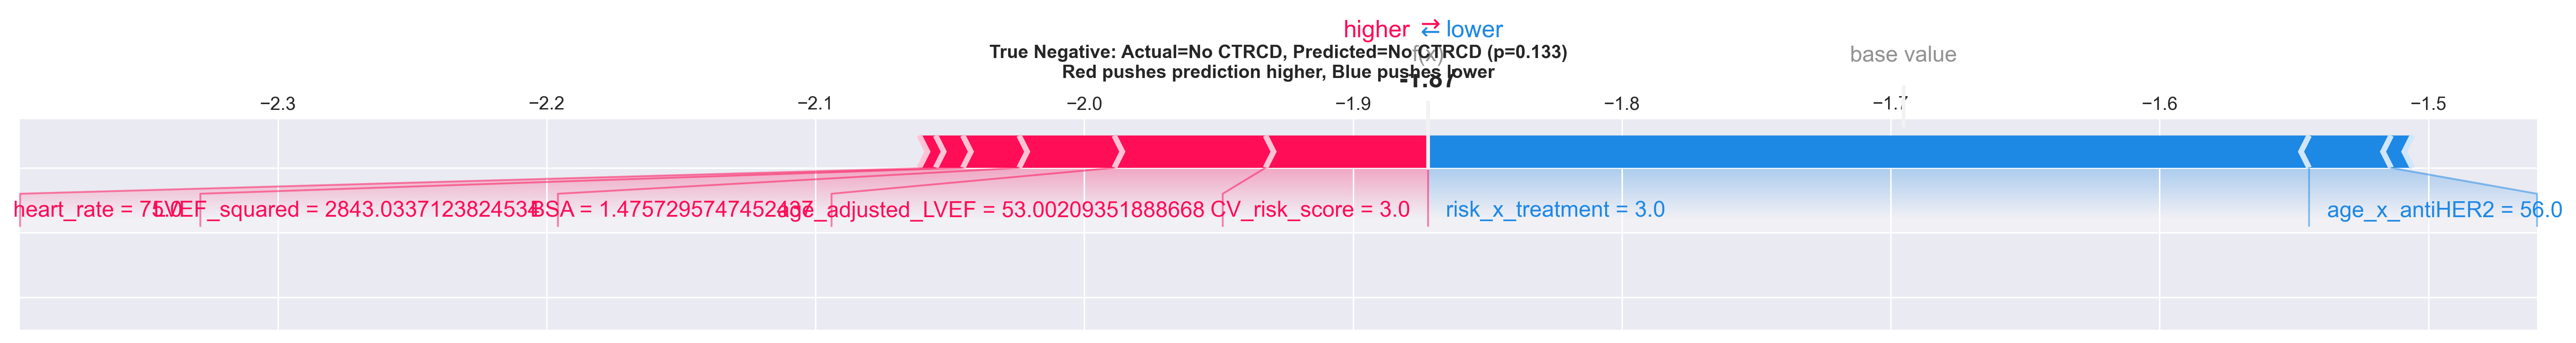 higher ⇄ lower
True Negative: Actual=No CTRCD, Predicted=No CTRCD (p=0.133)
f(x)
base value
Red pushes prediction higher, Blue pushes lower
-1.87
−2.3 −2.2 −2.1 −2.0 −1.9 −1.8 −1.7 −1.6 −1.5
heart_rate = 75.0
LVEF_squared = 2843.0337123824534
BSA = 1.4757295747452437
age_adjusted_LVEF = 53.00209351888668
CV_risk_score = 3.0
risk_x_treatment = 3.0
age_x_antiHER2 = 56.0